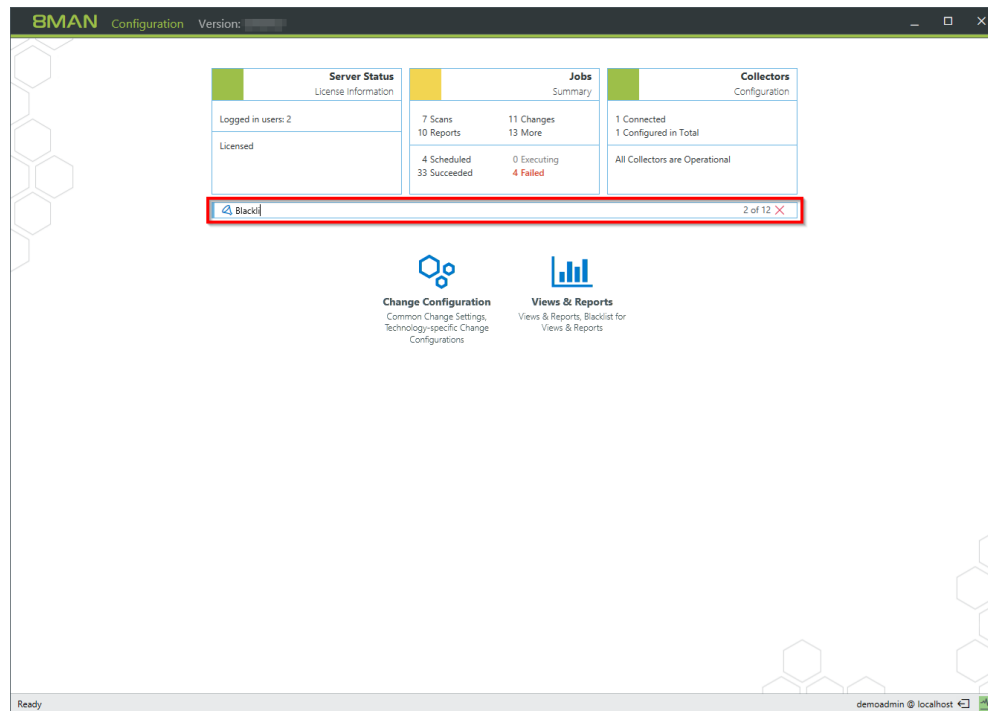 8MAN Configuration Version:
Server Status
License Information
Logged in users: 2
Licensed
Jobs
Summary
7 Scans 11 Changes
10 Reports 13 More
4 Scheduled 0 Executing
33 Succeeded 4 Failed
Collectors
Configuration
1 Connected
1 Configured in Total
All Collectors are Operational
Blackli 2 of 12
Change Configuration
Common Change Settings,
Technology-specific Change
Configurations
Views & Reports
Views & Reports, Blacklist for
Views & Reports
Ready demoadmin @ localhost